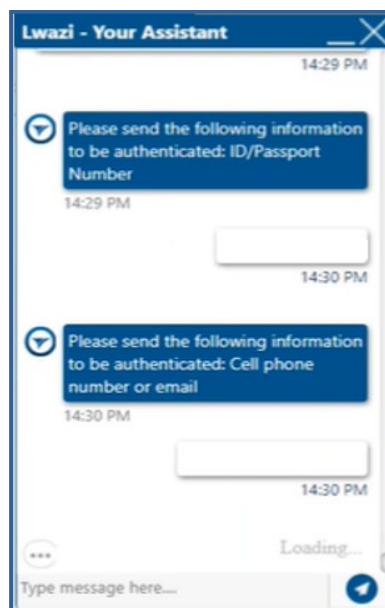 Lwazi - Your Assistant
14:29 PM
Please send the following information
to be authenticated: ID/Passport
Number
14:29 PM
14:30 PM
Please send the following information
to be authenticated: Cell phone
number or email
14:30 PM
14:30 PM
Loading...
Type message here....